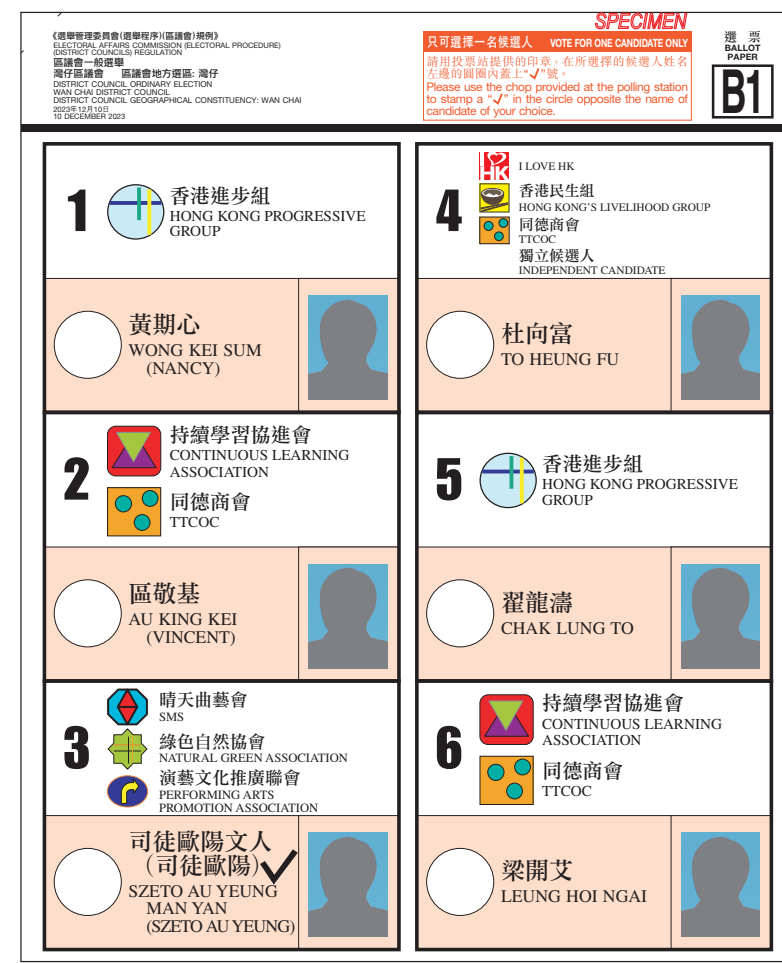 《選舉管理委員會(選舉程序)(區議會)規例》
ELECTORAL AFFAIRS COMMISSION (ELECTORAL PROCEDURE)
(DISTRICT COUNCILS) REGULATION
區議會一般選舉
灣仔區議會 區議會地方選區: 灣仔
DISTRICT COUNCIL ORDINARY ELECTION
WAN CHAI DISTRICT COUNCIL
DISTRICT COUNCIL GEOGRAPHICAL CONSTITUENCY: WAN CHAI
2023年12月10日
10 DECEMBER 2023
SPECIMEN
只可選擇一名候選人 VOTE FOR ONE CANDIDATE ONLY
請用投票站提供的印章，在所選擇的候選人姓名
左邊的圓圈內蓋上“✓”號。
Please use the chop provided at the polling station
to stamp a “✓” in the circle opposite the name of
candidate of your choice.
選 票
BALLOT
PAPER
B1
1
香港進步組
HONG KONG PROGRESSIVE
GROUP
黃期心
WONG KEI SUM
(NANCY)
2
持續學習協進會
CONTINUOUS LEARNING
ASSOCIATION
同德商會
TTCOC
區敬基
AU KING KEI
(VINCENT)
3
晴天曲藝會
SMS
綠色自然協會
NATURAL GREEN ASSOCIATION
演藝文化推廣聯會
PERFORMING ARTS
PROMOTION ASSOCIATION
司徒歐陽文人
(司徒歐陽)✓
SZETO AU YEUNG
MAN YAN
(SZETO AU YEUNG)
4
HK
I LOVE HK
香港民生組
HONG KONG'S LIVELIHOOD GROUP
同德商會
TTCOC
獨立候選人
INDEPENDENT CANDIDATE
杜向富
TO HEUNG FU
5
香港進步組
HONG KONG PROGRESSIVE
GROUP
翟龍濤
CHAK LUNG TO
6
持續學習協進會
CONTINUOUS LEARNING
ASSOCIATION
同德商會
TTCOC
梁開艾
LEUNG HOI NGAI